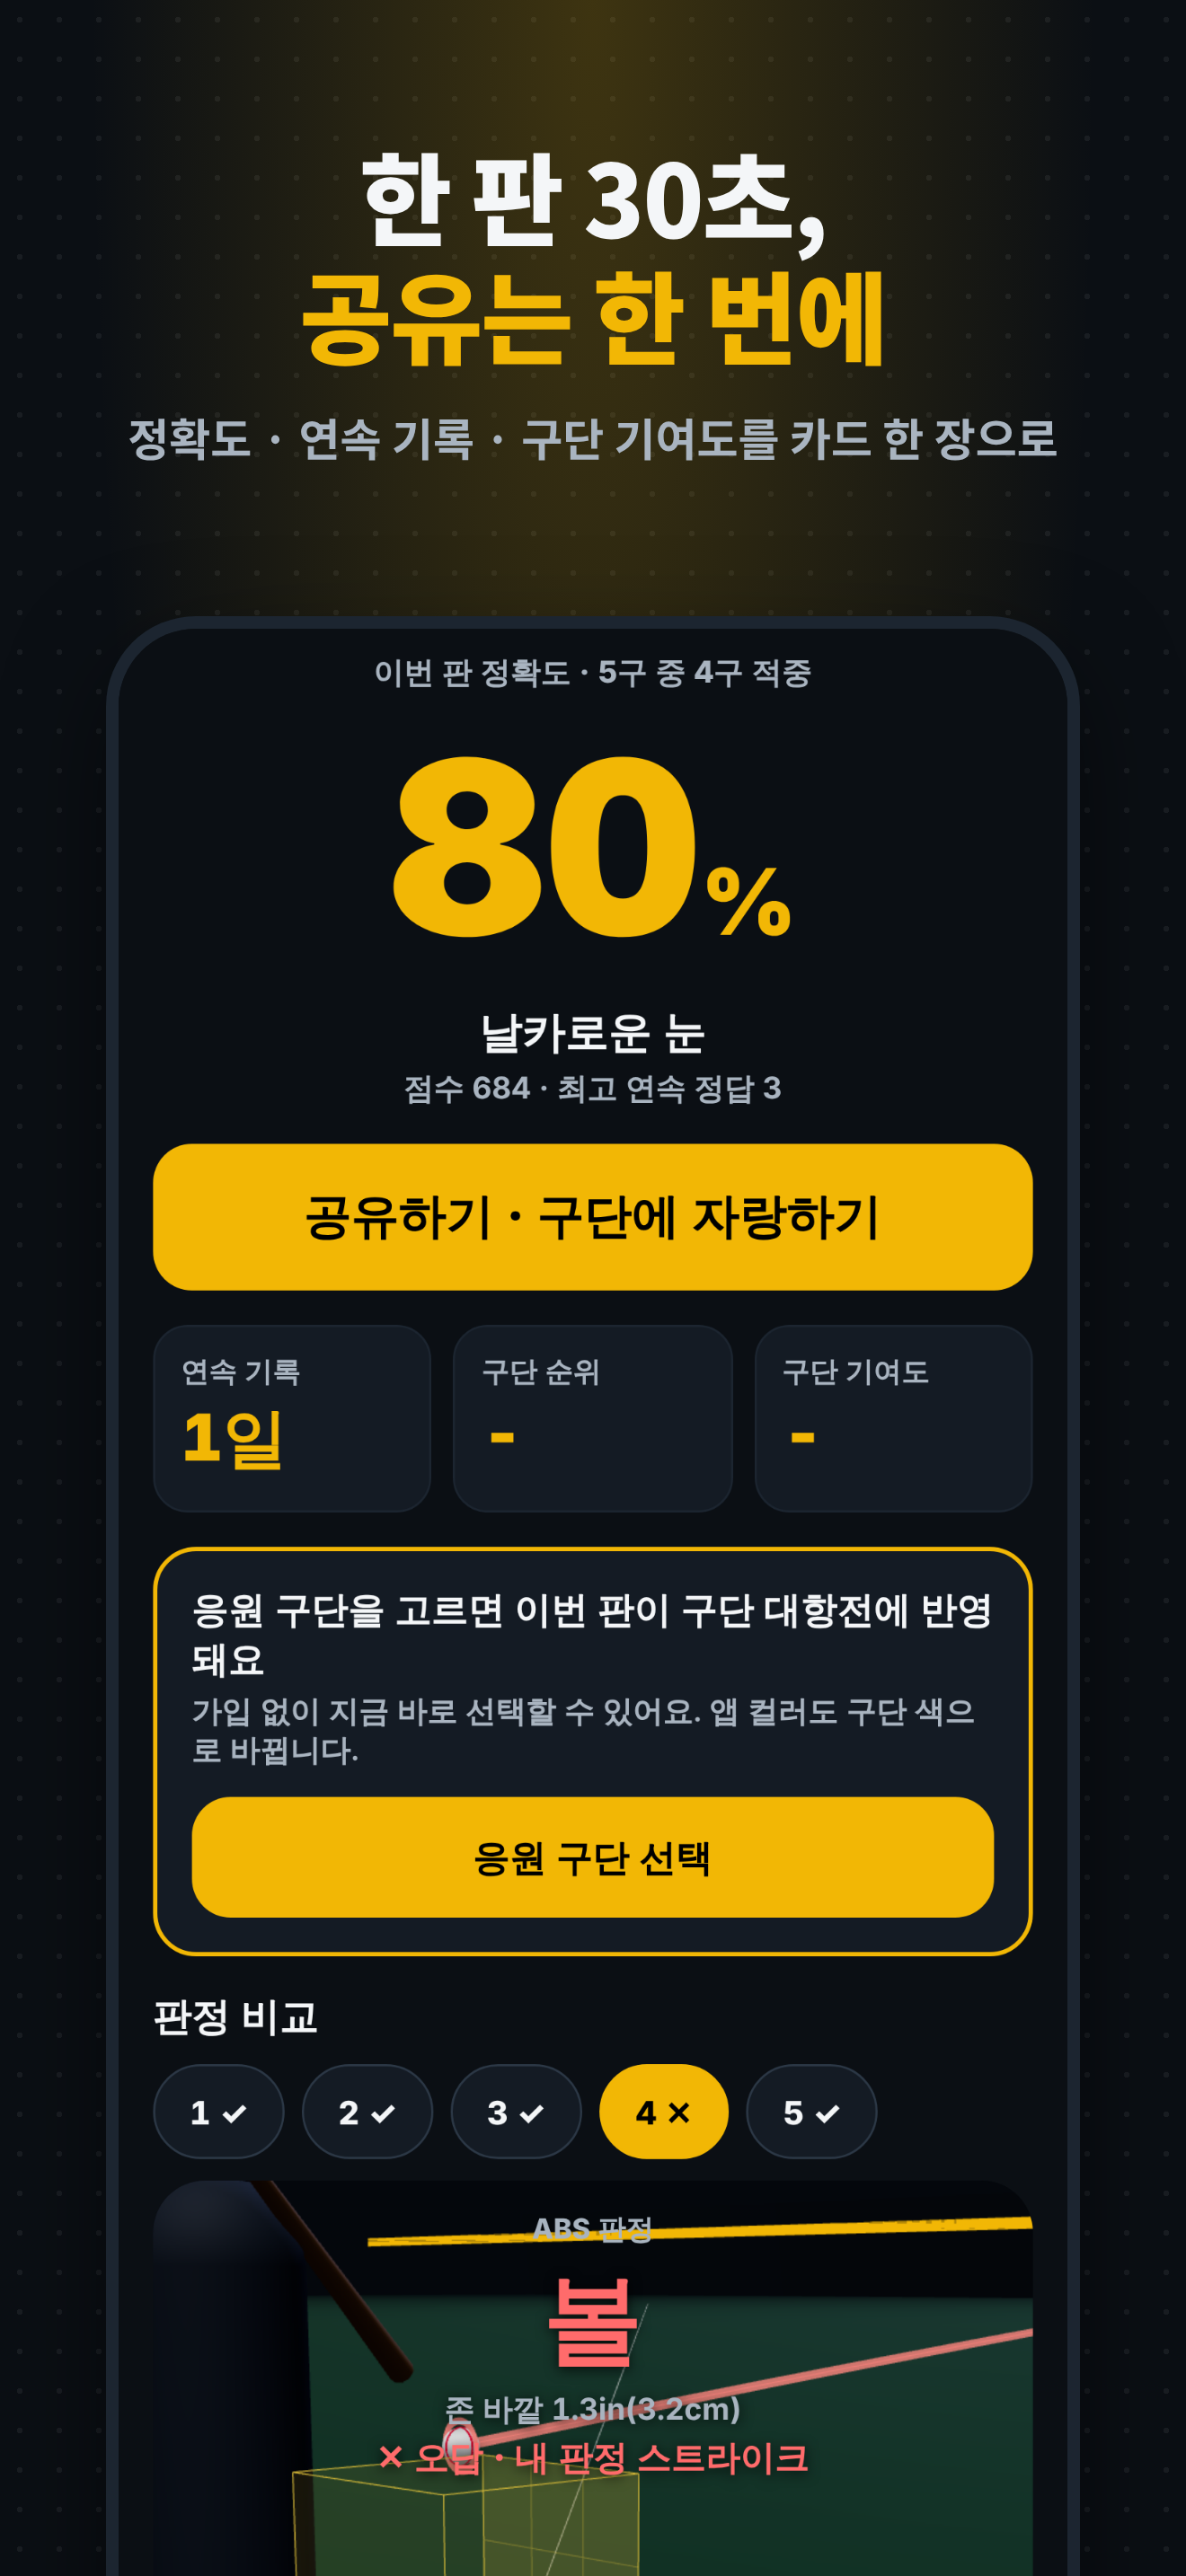 한 판 30초,
공유는 한 번에
정확도 · 연속 기록 · 구단 기여도를 카드 한 장으로
이번 판 정확도 · 5구 중 4구 적중
80%
날카로운 눈
점수 684 · 최고 연속 정답 3
공유하기 · 구단에 자랑하기
연속 기록 구단 순위 구단 기여도
1일 - -
응원 구단을 고르면 이번 판이 구단 대항전에 반영
돼요
가입 없이 지금 바로 선택할 수 있어요. 앱 컬러도 구단 색으
로 바뀝니다.
응원 구단 선택
판정 비교
1 ✓ 2 ✓ 3 ✓ 4 ✕ 5 ✓
ABS 판정
볼
존 바깥 1.3in(3.2cm)
✕ 오답 · 내 판정 스트라이크